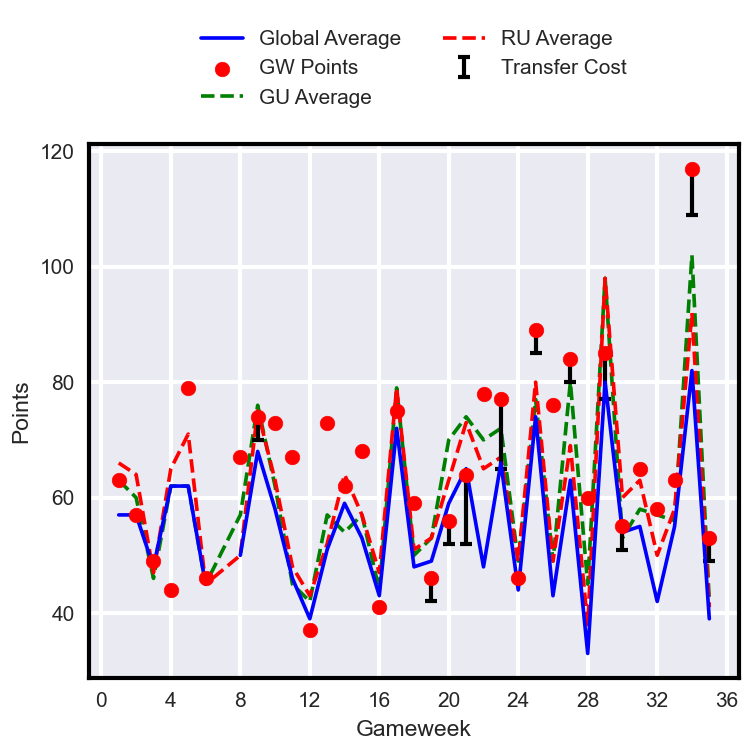 Global Average
GW Points
GU Average
RU Average
Transfer Cost
120
100
80
60
40
Points
0 4 8 12 16 20 24 28 32 36
Gameweek